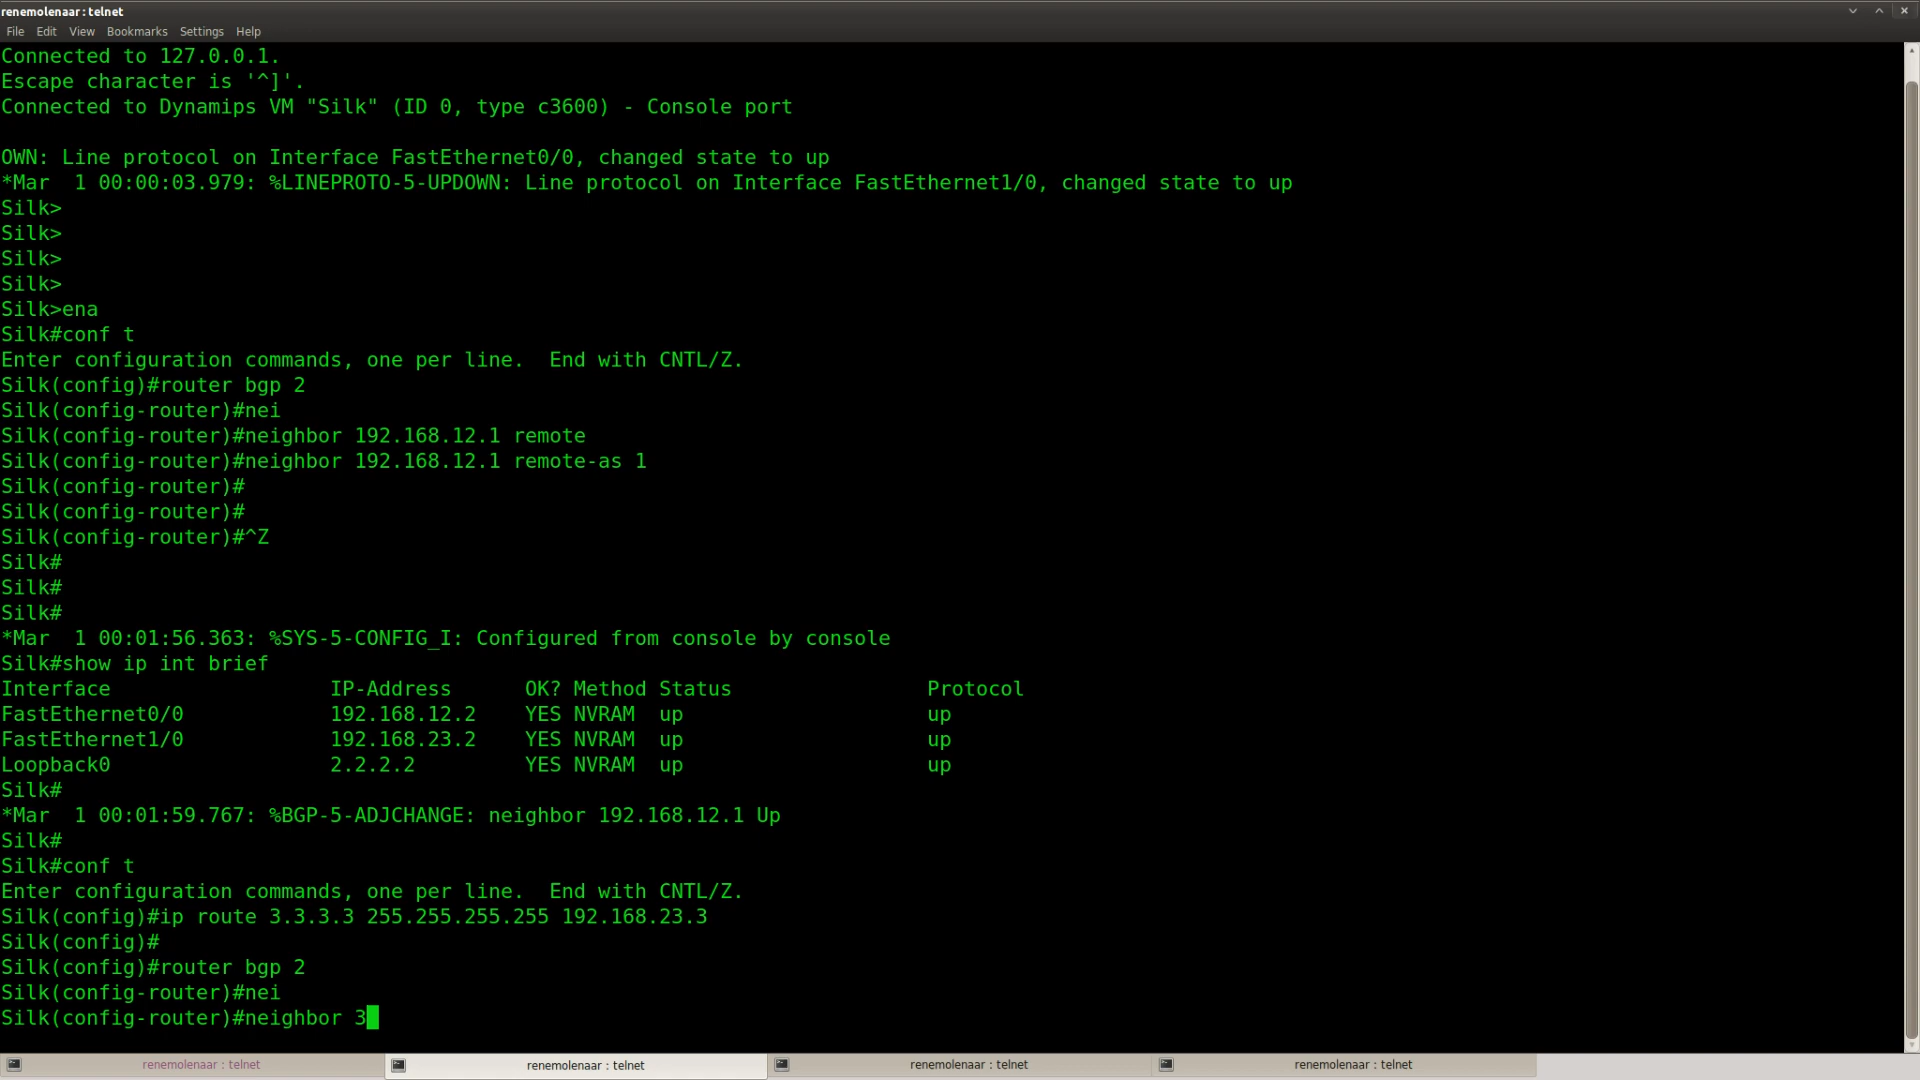 renemolenaar : telnet
File Edit View Bookmarks Settings Help
Connected to 127.0.0.1.
Escape character is '^]'.
Connected to Dynamips VM "Silk" (ID 0, type c3600) - Console port
OWN: Line protocol on Interface FastEthernet0/0, changed state to up
*Mar  1 00:00:03.979: %LINEPROTO-5-UPDOWN: Line protocol on Interface FastEthernet1/0, changed state to up
Silk>
Silk>
Silk>
Silk>
Silk>ena
Silk#conf t
Enter configuration commands, one per line.  End with CNTL/Z.
Silk(config)#router bgp 2
Silk(config-router)#nei
Silk(config-router)#neighbor 192.168.12.1 remote
Silk(config-router)#neighbor 192.168.12.1 remote-as 1
Silk(config-router)#
Silk(config-router)#
Silk(config-router)#^Z
Silk#
Silk#
Silk#
*Mar  1 00:01:56.363: %SYS-5-CONFIG_I: Configured from console by console
Silk#show ip int brief
Interface                  IP-Address      OK? Method Status                Protocol
FastEthernet0/0            192.168.12.2    YES NVRAM  up                    up
FastEthernet1/0            192.168.23.2    YES NVRAM  up                    up
Loopback0                  2.2.2.2         YES NVRAM  up                    up
Silk#
*Mar  1 00:01:59.767: %BGP-5-ADJCHANGE: neighbor 192.168.12.1 Up
Silk#
Silk#conf t
Enter configuration commands, one per line.  End with CNTL/Z.
Silk(config)#ip route 3.3.3.3 255.255.255.255 192.168.23.3
Silk(config)#
Silk(config)#router bgp 2
Silk(config-router)#nei
Silk(config-router)#neighbor 3
renemolenaar : telnet renemolenaar : telnet renemolenaar : telnet renemolenaar : telnet